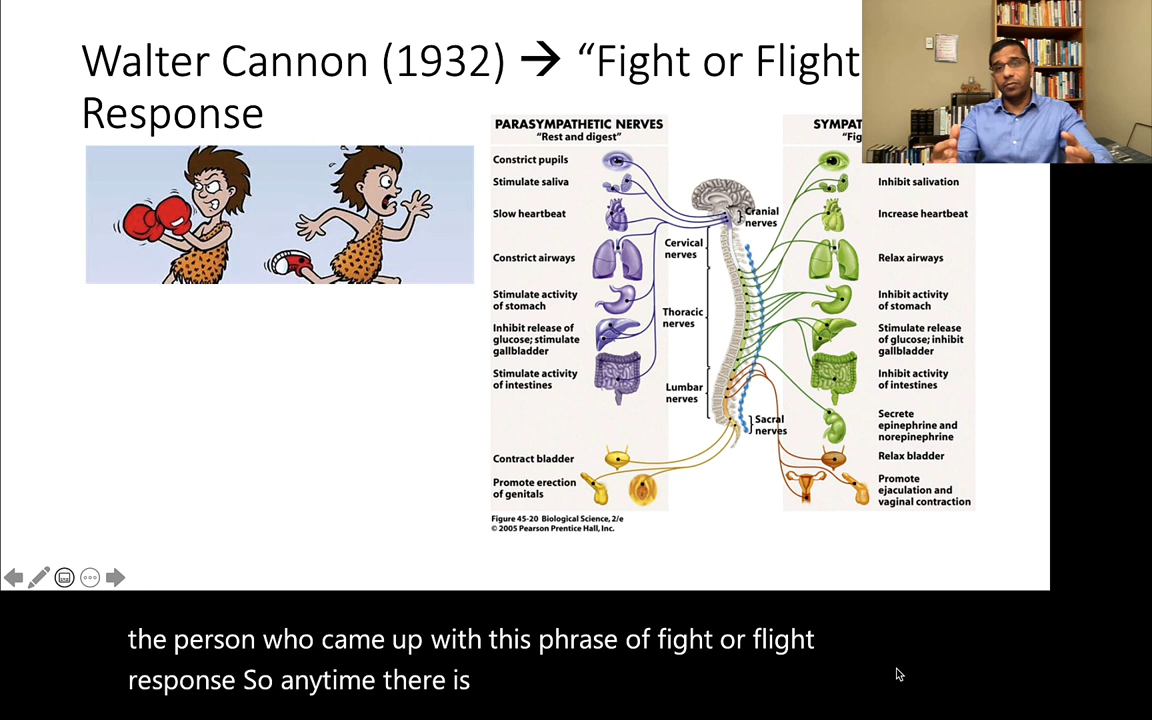 Walter Cannon (1932) → “Fight or Flight
Response
PARASYMPATHETIC NERVES
“Rest and digest”
Constrict pupils
Stimulate saliva
Slow heartbeat
Constrict airways
Stimulate activity
of stomach
Inhibit release of
glucose; stimulate
gallbladder
Stimulate activity
of intestines
Contract bladder
Promote erection
of genitals
Cranial
nerves
Cervical
nerves
Thoracic
nerves
Lumbar
nerves
Sacral
nerves
SYMPAT
“Fig
Inhibit salivation
Increase heartbeat
Relax airways
Inhibit activity
of stomach
Stimulate release
of glucose; inhibit
gallbladder
Inhibit activity
of intestines
Secrete
epinephrine and
norepinephrine
Relax bladder
Promote
ejaculation and
vaginal contraction
Figure 45-20 Biological Science, 2/e
© 2005 Pearson Prentice Hall, Inc.
the person who came up with this phrase of fight or flight
response So anytime there is